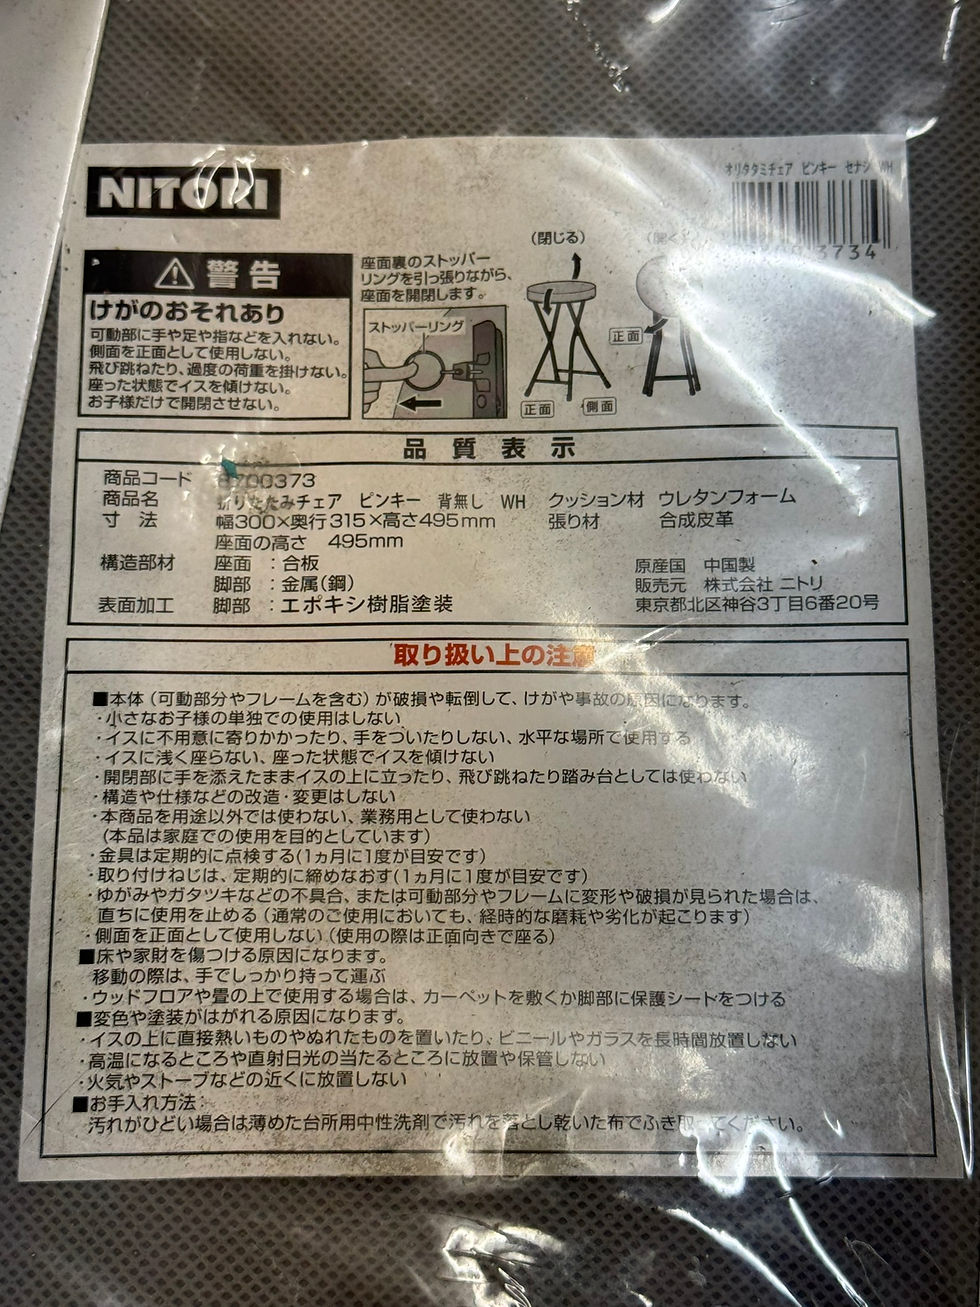 NITORI
オリタタミチェア ピンキー セナシ WH
3734
警告
けがのおそれあり
可動部に手や足や指などを入れない。
側面を正面として使用しない。
飛び跳ねたり、過度の荷重を掛けない。
座った状態でイスを傾けない。
お子様だけで開閉させない。
座面裏のストッパー
リングを引っ張りながら、
座面を開閉します。
ストッパーリング
(閉じる)
(開く)
正面
正面 側面
品質表示
商品コード 8700373
商品名 折りたたみチェア ピンキー 背無し WH クッション材 ウレタンフォーム
寸法 幅300×奥行315×高さ495mm 張り材 合成皮革
座面の高さ 495mm
構造部材 座面 :合板 原産国 中国製
脚部 :金属(鋼) 販売元 株式会社 ニトリ
表面加工 脚部 :エポキシ樹脂塗装 東京都北区神谷3丁目6番20号
取り扱い上の注意
■本体(可動部分やフレームを含む)が破損や転倒して、けがや事故の原因になります。
・小さなお子様の単独での使用はしない
・イスに不用意に寄りかかったり、手をついたりしない、水平な場所で使用する
・イスに浅く座らない、座った状態でイスを傾けない
・開閉部に手を添えたままイスの上に立ったり、飛び跳ねたり踏み台としては使わない
・構造や仕様などの改造・変更はしない
・本商品を用途以外では使わない、業務用として使わない
(本品は家庭での使用を目的としています)
・金具は定期的に点検する(1ヵ月に1度が目安です)
・取り付けねじは、定期的に締めなおす(1ヵ月に1度が目安です)
・ゆがみやガタツキなどの不具合、または可動部分やフレームに変形や破損が見られた場合は、
直ちに使用を止める(通常のご使用においても、経時的な磨耗や劣化が起こります)
・側面を正面として使用しない(使用の際は正面向きで座る)
■床や家財を傷つける原因になります。
移動の際は、手でしっかり持って運ぶ
・ウッドフロアや畳の上で使用する場合は、カーペットを敷くか脚部に保護シートをつける
■変色や塗装がはがれる原因になります。
・イスの上に直接熱いものやぬれたものを置いたり、ビニールやガラスを長時間放置しない
・高温になるところや直射日光の当たるところに放置や保管しない
・火気やストーブなどの近くに放置しない
■お手入れ方法:
汚れがひどい場合は薄めた台所用中性洗剤で汚れを落とし乾いた布でふき取ってください。